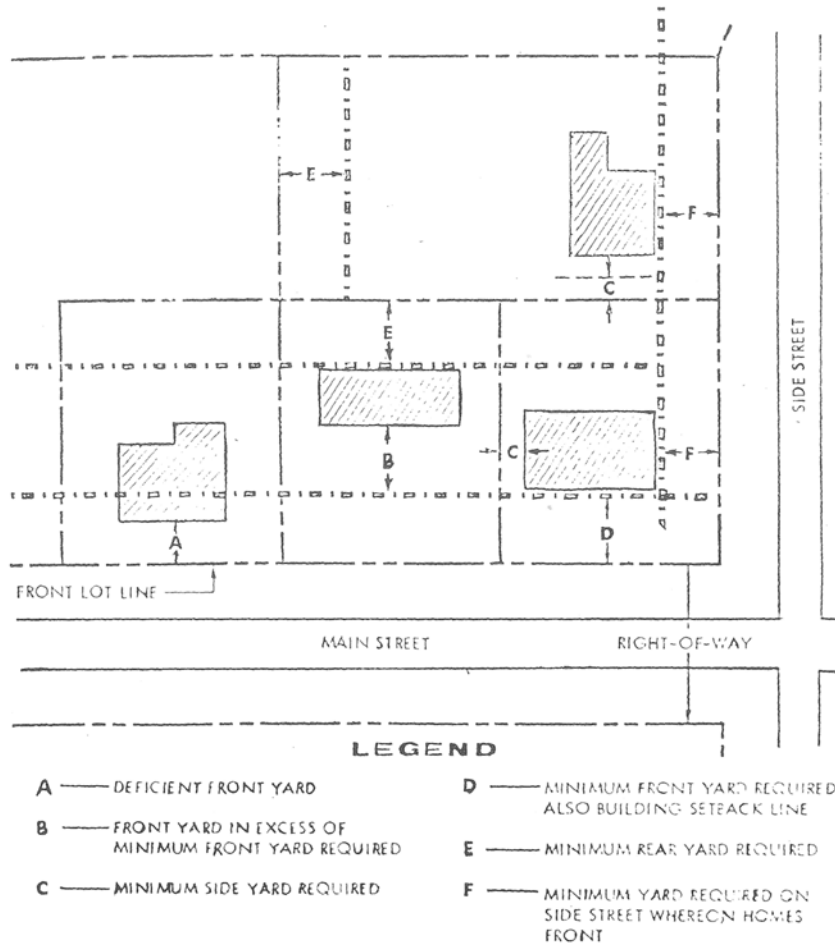 E
F
C
E
SIDE STREET
B
C
F
A
D
FRONT LOT LINE
MAIN STREET
RIGHT-OF-WAY
LEGEND
A — DEFICIENT FRONT YARD
B — FRONT YARD IN EXCESS OF
MINIMUM FRONT YARD REQUIRED
C — MINIMUM SIDE YARD REQUIRED
D — MINIMUM FRONT YARD REQUIRED
ALSO BUILDING SETBACK LINE
E — MINIMUM REAR YARD REQUIRED
F — MINIMUM YARD REQUIRED ON
SIDE STREET WHEREON HOMES
FRONT